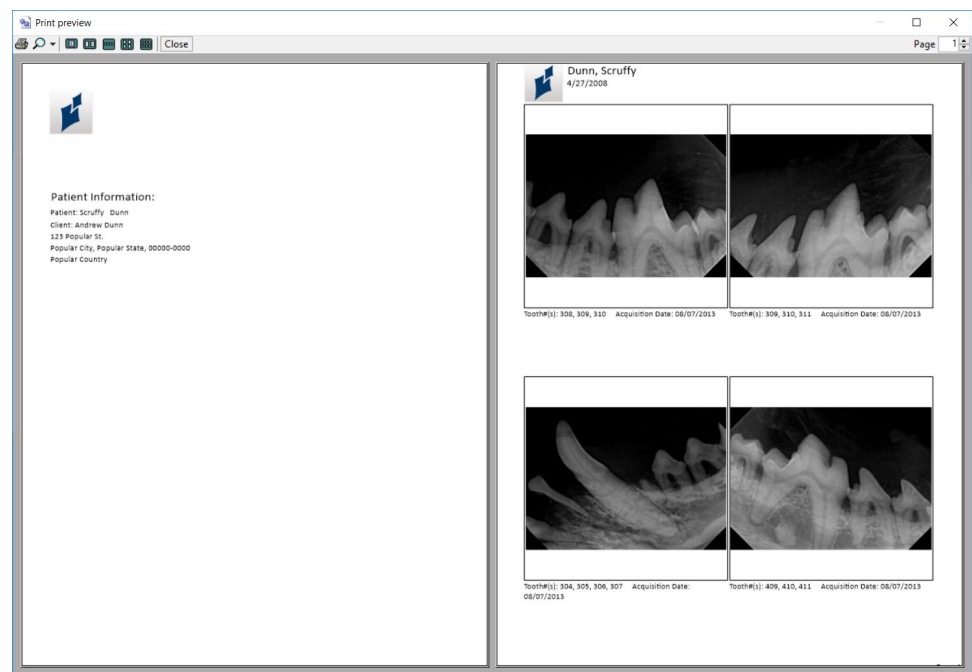 Print preview
Close
Page 1
Patient Information:
Patient: Scruffy Dunn
Client: Andrew Dunn
123 Popular St.
Popular City, Popular State, 00000-0000
Popular Country
Dunn, Scruffy
4/27/2008
Tooth#(s): 308, 309, 310 Acquisition Date: 08/07/2013
Tooth#(s): 309, 310, 311 Acquisition Date: 08/07/2013
Tooth#(s): 304, 305, 306, 307 Acquisition Date:
08/07/2013
Tooth#(s): 409, 410, 411 Acquisition Date: 08/07/2013